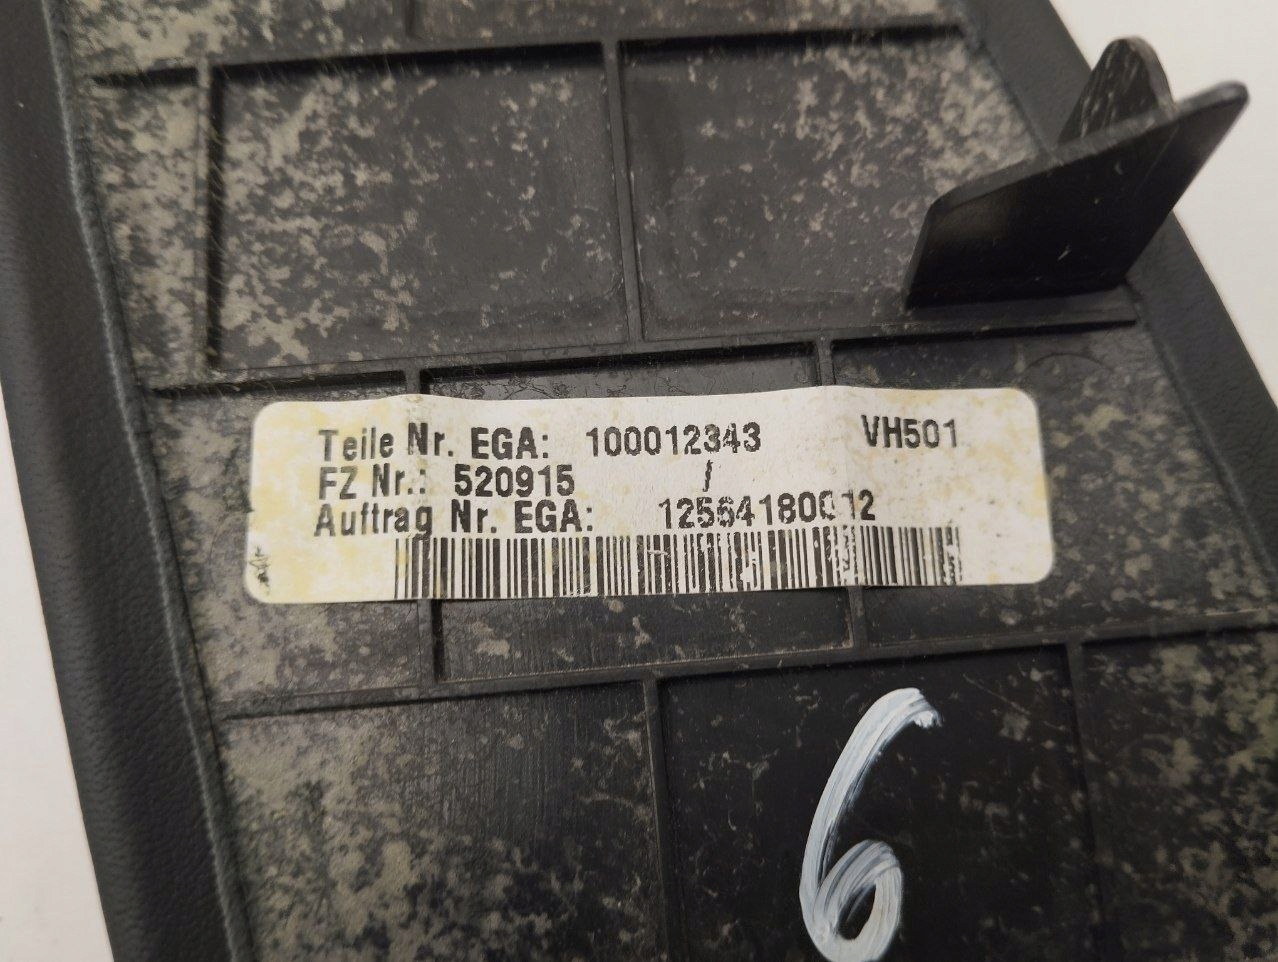 Teile Nr. EGA: 100012343 VH501
FZ Nr.: 520915 /
Auftrag Nr. EGA: 12564180012
6